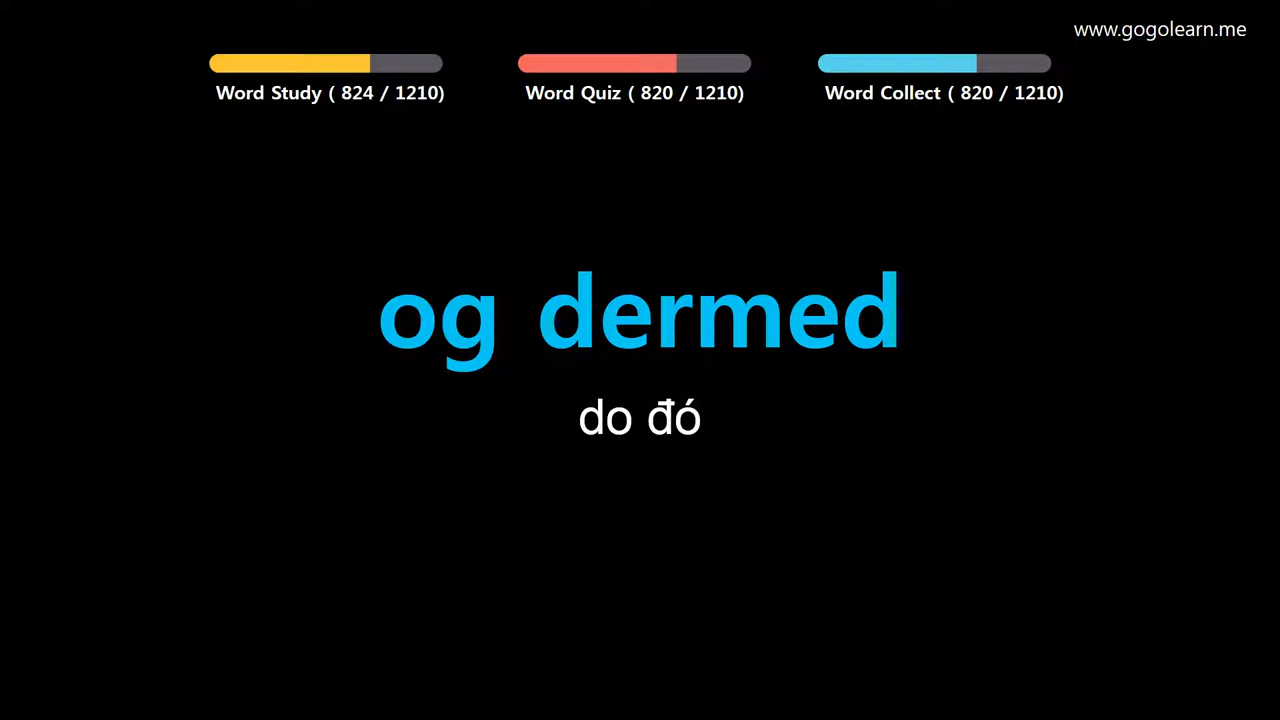 www.gogolearn.me
Word Study ( 824 / 1210)
Word Quiz ( 820 / 1210)
Word Collect ( 820 / 1210)
og dermed
do đó